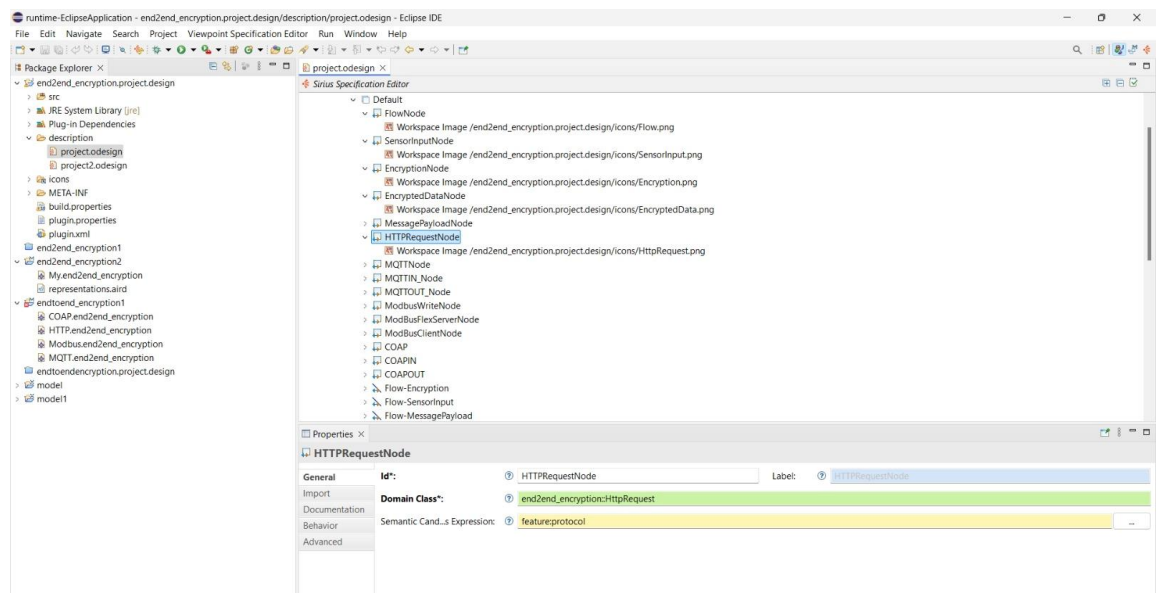 runtime-EclipseApplication - end2end_encryption.project.design/description/project.odesign - Eclipse IDE
File Edit Navigate Search Project Viewpoint Specification Editor Run Window Help
Package Explorer
end2end_encryption.project.design
src
JRE System Library [jre]
Plug-in Dependencies
description
project.odesign
project2.odesign
icons
META-INF
build.properties
plugin.properties
plugin.xml
end2end_encryption1
end2end_encryption2
My.end2end_encryption
representations.aird
endtoend_encryption1
COAP.end2end_encryption
HTTP.end2end_encryption
Modbus.end2end_encryption
MQTT.end2end_encryption
endtoendencryption.project.design
model
model1
project.odesign
Sirius Specification Editor
Default
FlowNode
Workspace Image /end2end_encryption.project.design/icons/Flow.png
SensorInputNode
Workspace Image /end2end_encryption.project.design/icons/SensorInput.png
EncryptionNode
Workspace Image /end2end_encryption.project.design/icons/Encryption.png
EncryptedDataNode
Workspace Image /end2end_encryption.project.design/icons/EncryptedData.png
MessagePayloadNode
HTTPRequestNode
Workspace Image /end2end_encryption.project.design/icons/HttpRequest.png
MQTTNode
MQTTIN_Node
MQTTOUT_Node
ModbusWriteNode
ModBusFlexServerNode
ModBusClientNode
COAP
COAPIN
COAPOUT
Flow-Encryption
Flow-SensorInput
Flow-MessagePayload
Properties
HTTPRequestNode
General
Import
Documentation
Behavior
Advanced
Id*: HTTPRequestNode Label: HTTPRequestNode
Domain Class*: end2end_encryption::HttpRequest
Semantic Cand...s Expression: feature:protocol ...